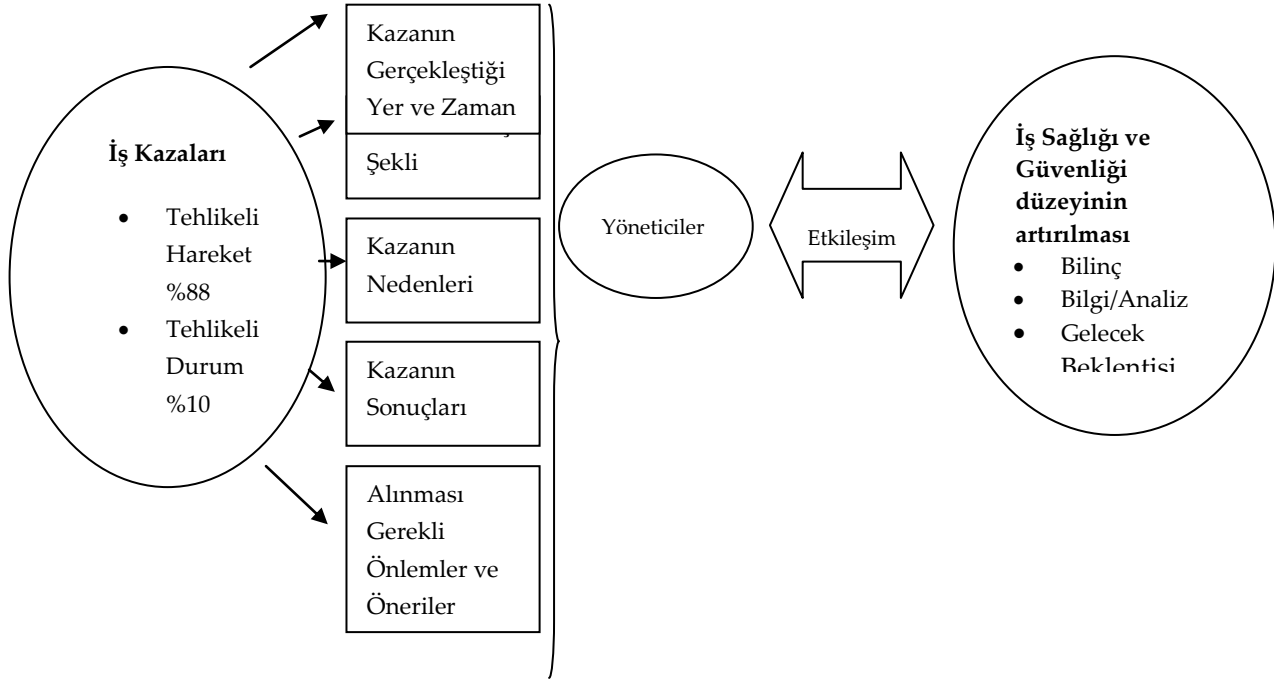 İş Kazaları
• Tehlikeli
Hareket
%88
• Tehlikeli
Durum
%10
Kazanın
Gerçekleştiği
Yer ve Zaman
Şekli
Kazanın
Nedenleri
Kazanın
Sonuçları
Alınması
Gerekli
Önlemler ve
Öneriler
Yöneticiler
Etkileşim
İş Sağlığı ve
Güvenliği
düzeyinin
artırılması
• Bilinç
• Bilgi/Analiz
• Gelecek
Beklentisi